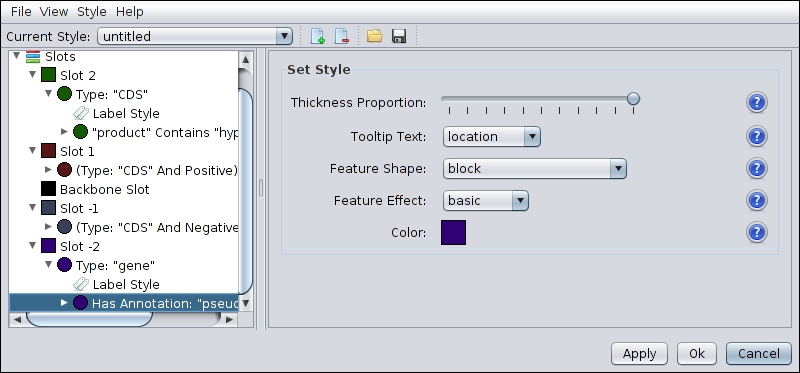 File View Style Help
Current Style: untitled
Slots
Slot 2
Type: "CDS"
Label Style
"product" Contains "hyp
Slot 1
(Type: "CDS" And Positive)
Backbone Slot
Slot -1
(Type: "CDS" And Negative
Slot -2
Type: "gene"
Label Style
Has Annotation: "pseud
Set Style
Thickness Proportion:
Tooltip Text: location
Feature Shape: block
Feature Effect: basic
Color:
Apply Ok Cancel